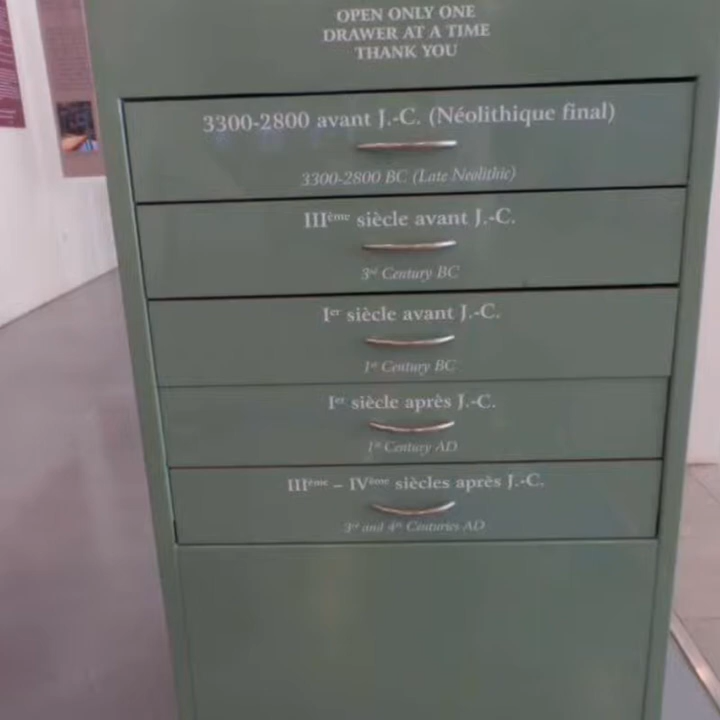 OPEN ONLY ONE
DRAWER AT A TIME
THANK YOU
3300-2800 avant J.-C. (Néolithique final)
3300-2800 BC (Late Neolithic)
IIIème siècle avant J.-C.
3rd Century BC
Ier siècle avant J.-C.
1st Century BC
Ier siècle après J.-C.
1st Century AD
IIIème – IVème siècles après J.-C.
3rd and 4th Centuries AD